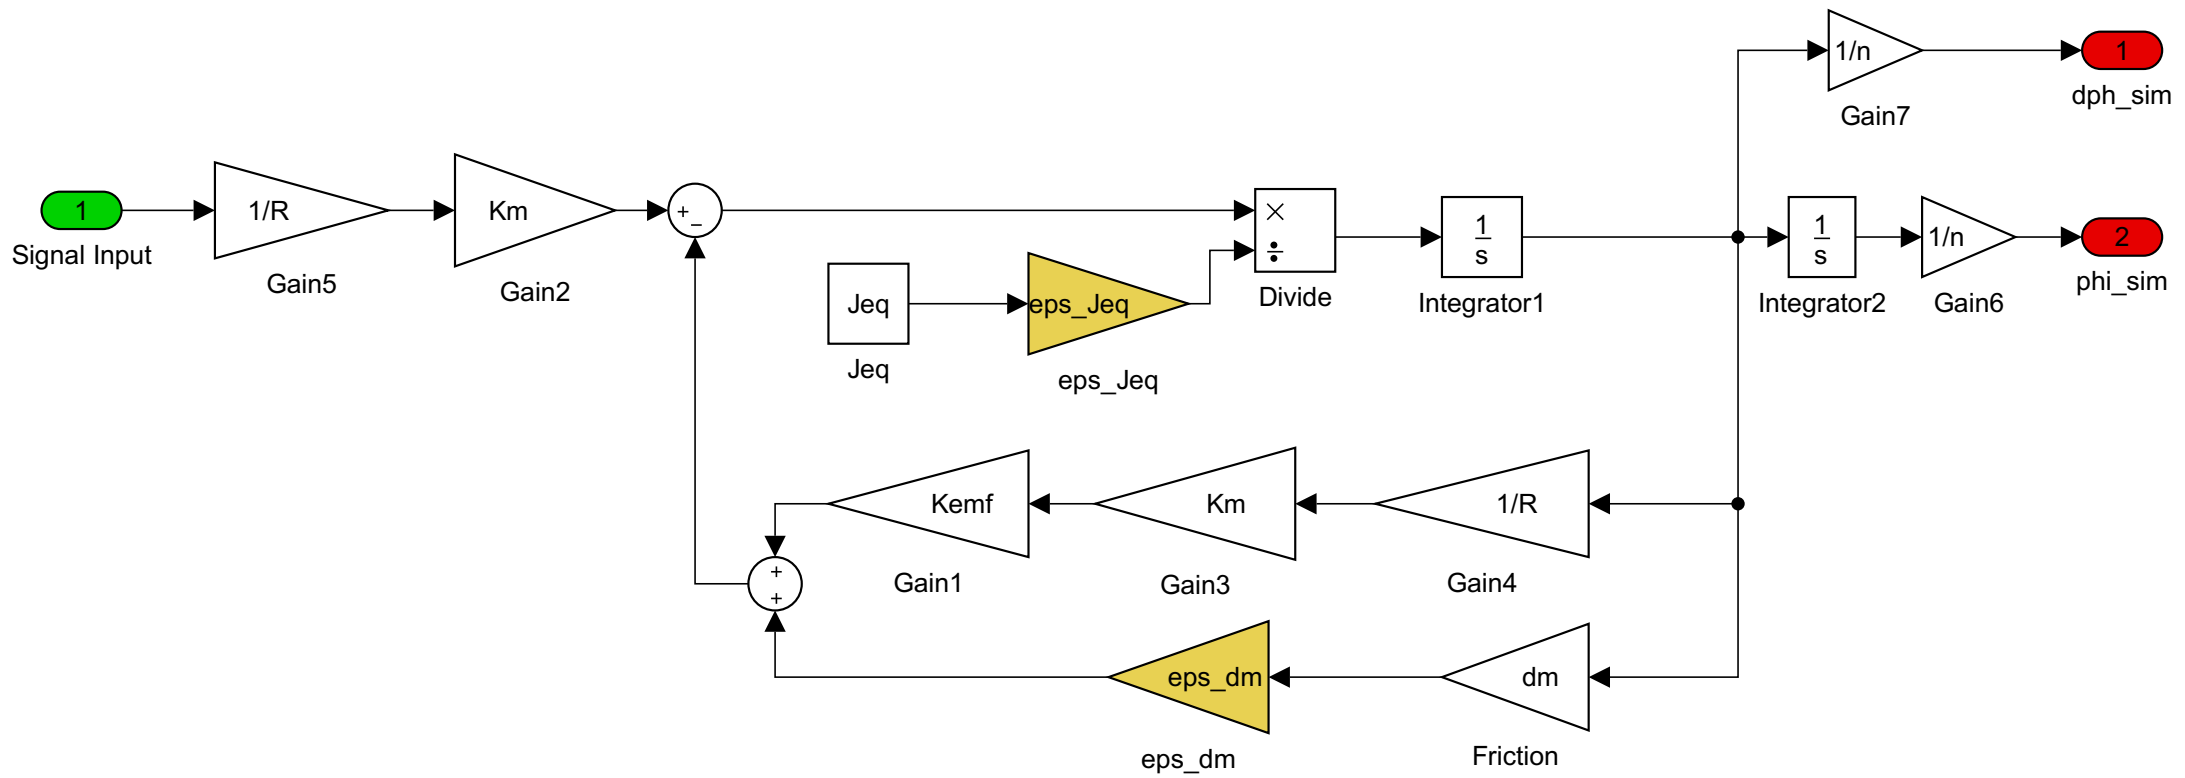 1/n
Gain7
1
dph_sim
1
Signal Input
1/R
Gain5
Km
Gain2
+
−
×
÷
Divide
Jeq
Jeq
eps_Jeq
eps_Jeq
1
s
Integrator1
1
s
Integrator2
1/n
Gain6
2
phi_sim
Kemf
Gain1
Km
Gain3
1/R
Gain4
+
+
eps_dm
eps_dm
dm
Friction